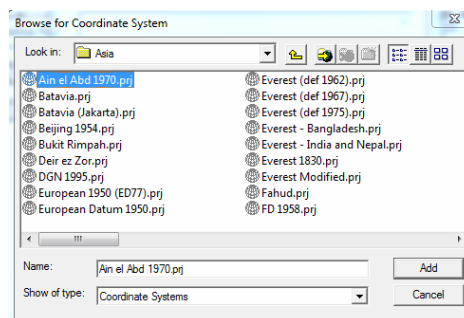 Browse for Coordinate System
Look in: Asia
Ain el Abd 1970.prj
Batavia.prj
Batavia (Jakarta).prj
Beijing 1954.prj
Bukit Rimpah.prj
Deir ez Zor.prj
DGN 1995.prj
European 1950 (ED77).prj
European Datum 1950.prj
Everest (def 1962).prj
Everest (def 1967).prj
Everest (def 1975).prj
Everest - Bangladesh.prj
Everest - India and Nepal.prj
Everest 1830.prj
Everest Modified.prj
Fahud.prj
FD 1958.prj
Name: Ain el Abd 1970.prj Add
Show of type: Coordinate Systems Cancel